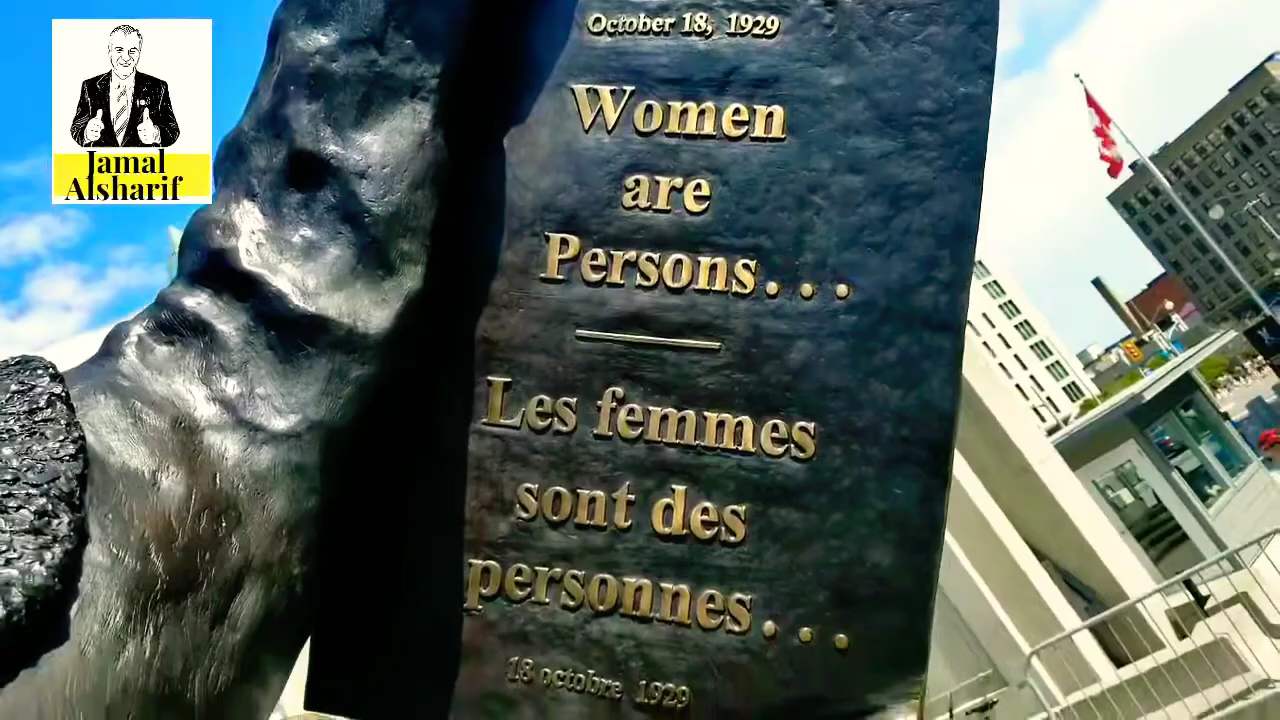 Jamal
Alsharif
October 18, 1929
Women
are
Persons...
Les femmes
sont des
personnes...
18 octobre 1929